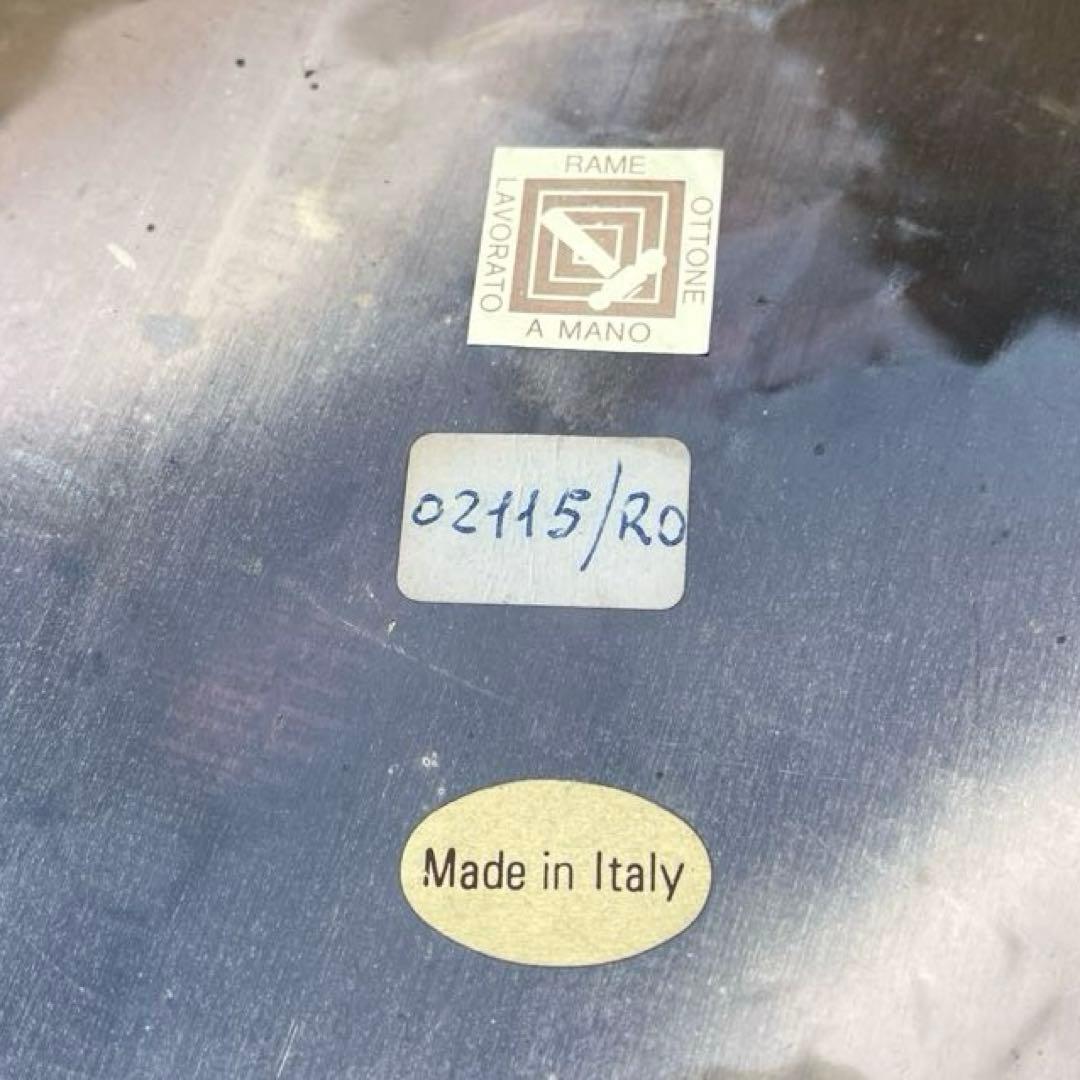 RAME
OTTONE
LAVORATO
A MANO
02115/RO
Made in Italy